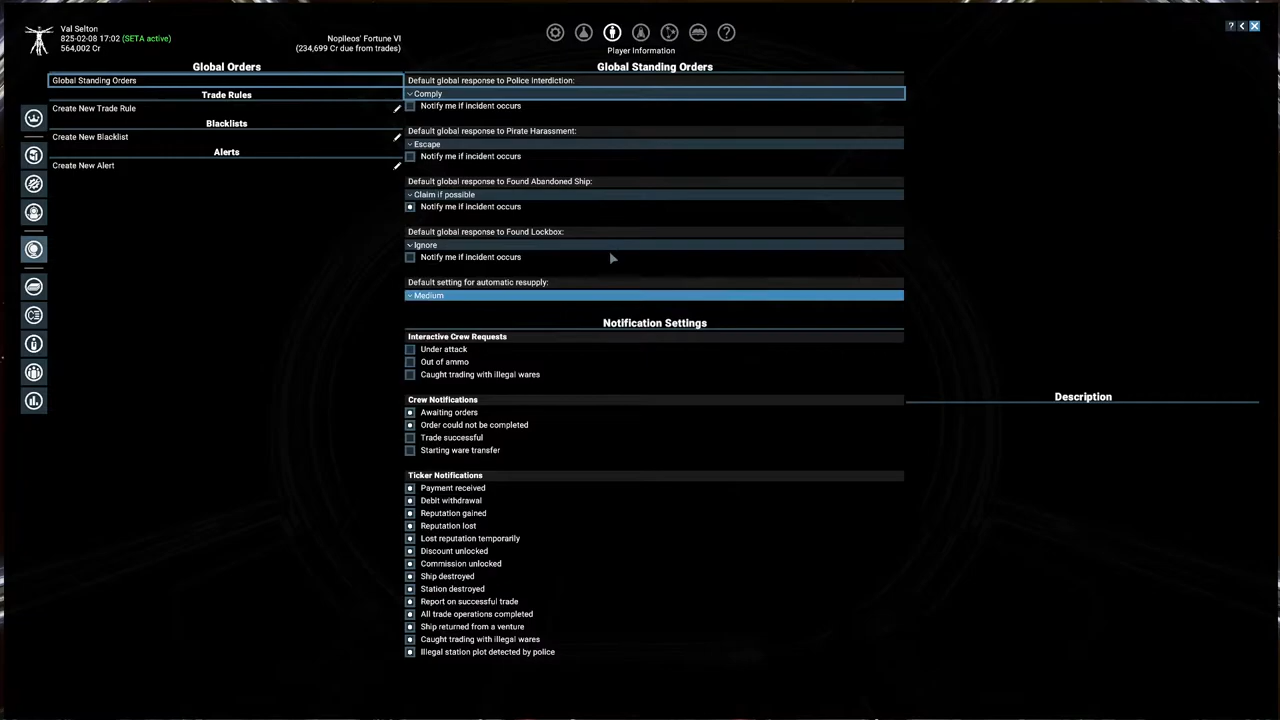 Val Selton
825-02-08 17:02 (SETA active)
564,002 Cr
Nopileos' Fortune VI
(234,699 Cr due from trades)
?
Player Information
? < X
Global Orders
Global Standing Orders
Trade Rules
Create New Trade Rule
Blacklists
Create New Blacklist
Alerts
Create New Alert
Global Standing Orders
Default global response to Police Interdiction:
Comply
Notify me if incident occurs
Default global response to Pirate Harassment:
Escape
Notify me if incident occurs
Default global response to Found Abandoned Ship:
Claim if possible
Notify me if incident occurs
Default global response to Found Lockbox:
Ignore
Notify me if incident occurs
Default setting for automatic resupply:
Medium
Notification Settings
Interactive Crew Requests
Under attack
Out of ammo
Caught trading with illegal wares
Crew Notifications
Awaiting orders
Order could not be completed
Trade successful
Starting ware transfer
Ticker Notifications
Payment received
Debit withdrawal
Reputation gained
Reputation lost
Lost reputation temporarily
Discount unlocked
Commission unlocked
Ship destroyed
Station destroyed
Report on successful trade
All trade operations completed
Ship returned from a venture
Caught trading with illegal wares
Illegal station plot detected by police
Description